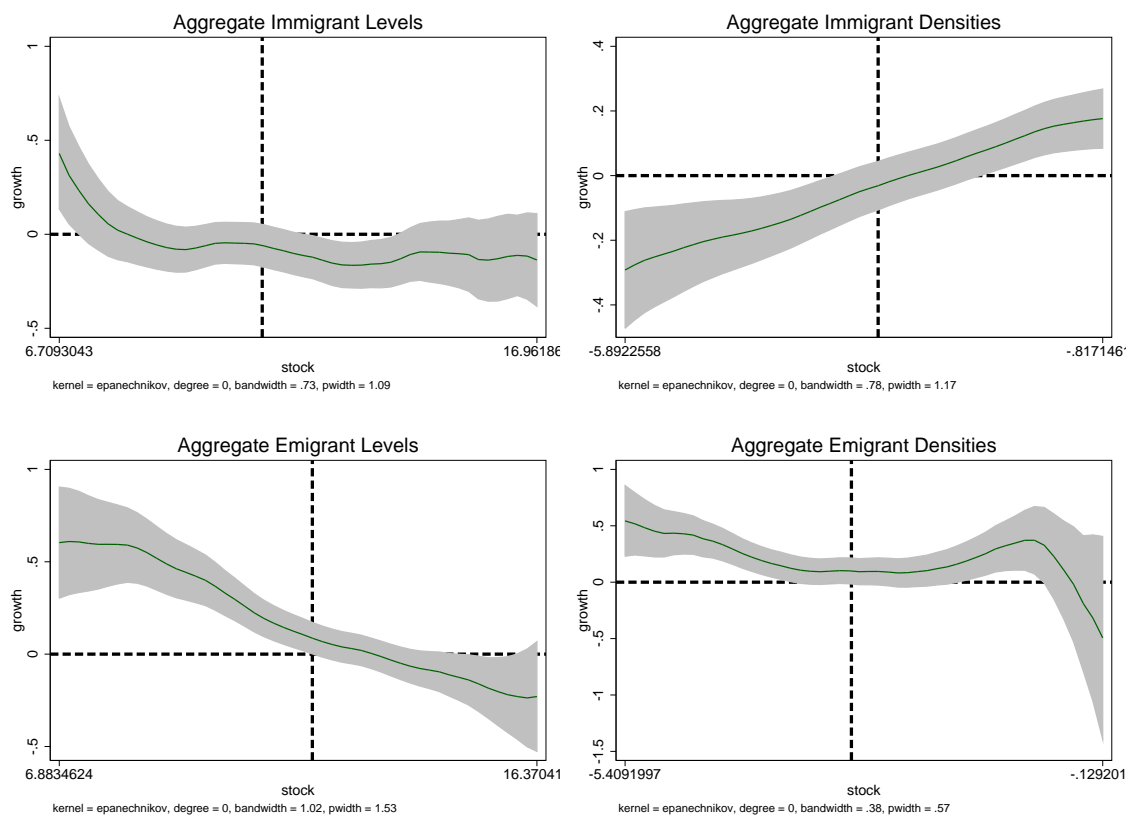 Aggregate Immigrant Levels
1
.5
0
-.5
growth
6.7093043
16.96186
stock
kernel = epanechnikov, degree = 0, bandwidth = .73, pwidth = 1.09
Aggregate Immigrant Densities
.4
.2
0
-.2
-.4
growth
-5.8922558
-.8171461
stock
kernel = epanechnikov, degree = 0, bandwidth = .78, pwidth = 1.17
Aggregate Emigrant Levels
1
.5
0
-.5
growth
6.8834624
16.37041
stock
kernel = epanechnikov, degree = 0, bandwidth = 1.02, pwidth = 1.53
Aggregate Emigrant Densities
1
.5
0
-.5
-1
-1.5
growth
-5.4091997
-.129201
stock
kernel = epanechnikov, degree = 0, bandwidth = .38, pwidth = .57